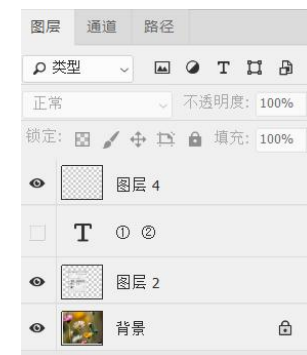 图层 通道 路径
类型 T
正常 不透明度: 100%
锁定: 填充: 100%
图层 4
T ① ②
图层 2
背景